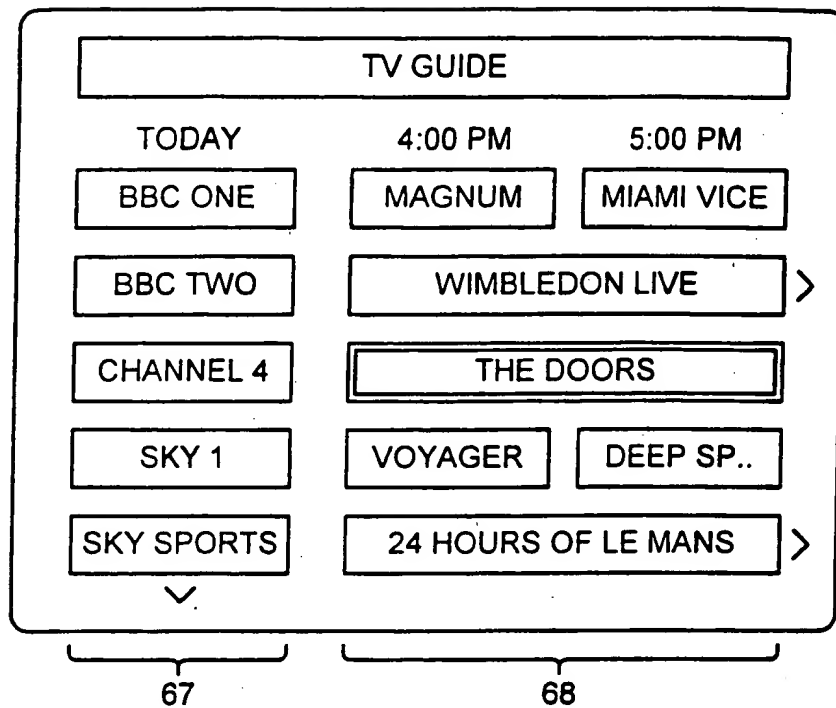 TV GUIDE
TODAY 4:00 PM 5:00 PM
BBC ONE MAGNUM MIAMI VICE
BBC TWO WIMBLEDON LIVE >
CHANNEL 4 THE DOORS
SKY 1 VOYAGER DEEP SP..
SKY SPORTS 24 HOURS OF LE MANS >
67 68